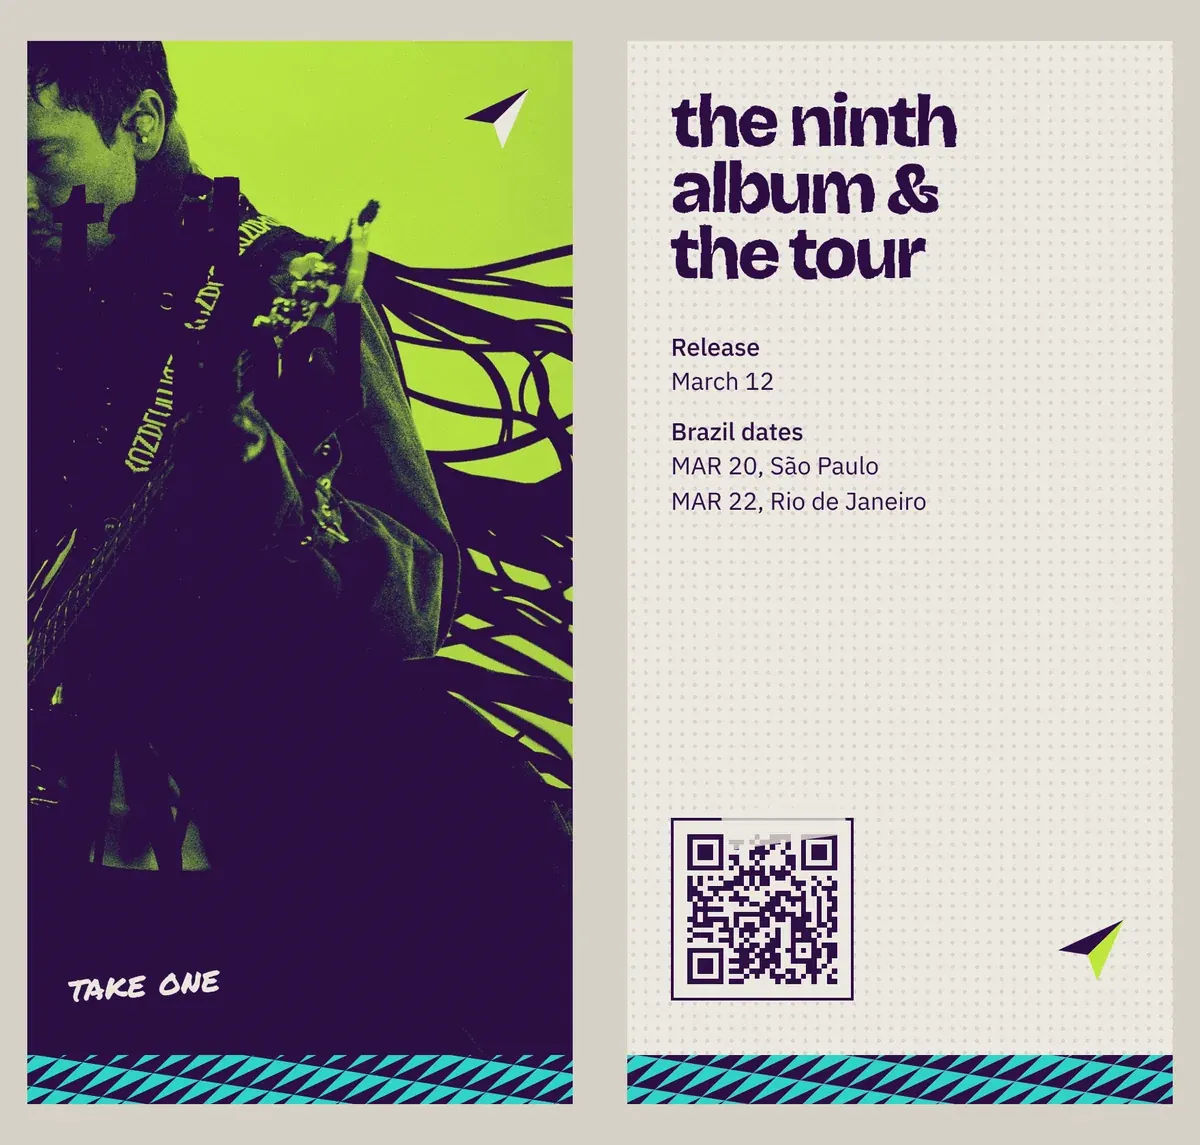 TAKE ONE
the ninth
album &
the tour
Release
March 12
Brazil dates
MAR 20, São Paulo
MAR 22, Rio de Janeiro